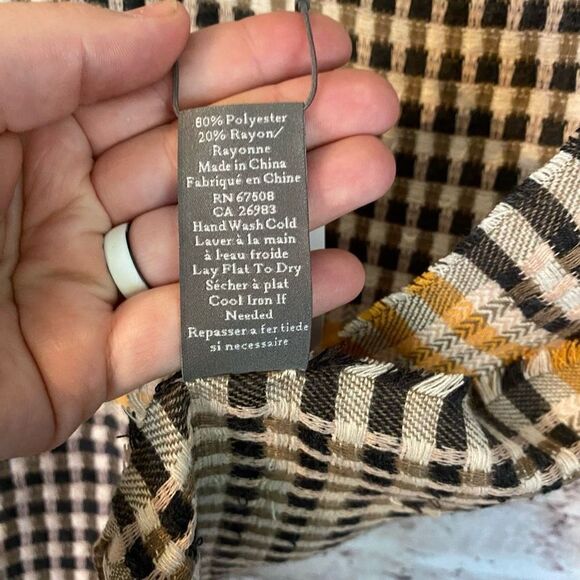 80% Polyester
20% Rayon/
Rayonne
Made in China
Fabriqué en Chine
RN 67508
CA 26983
Hand Wash Cold
Laver à la main
à l'eau froide
Lay Flat To Dry
Sécher à plat
Cool Iron If
Needed
Repasser a fer tiede
si necessaire